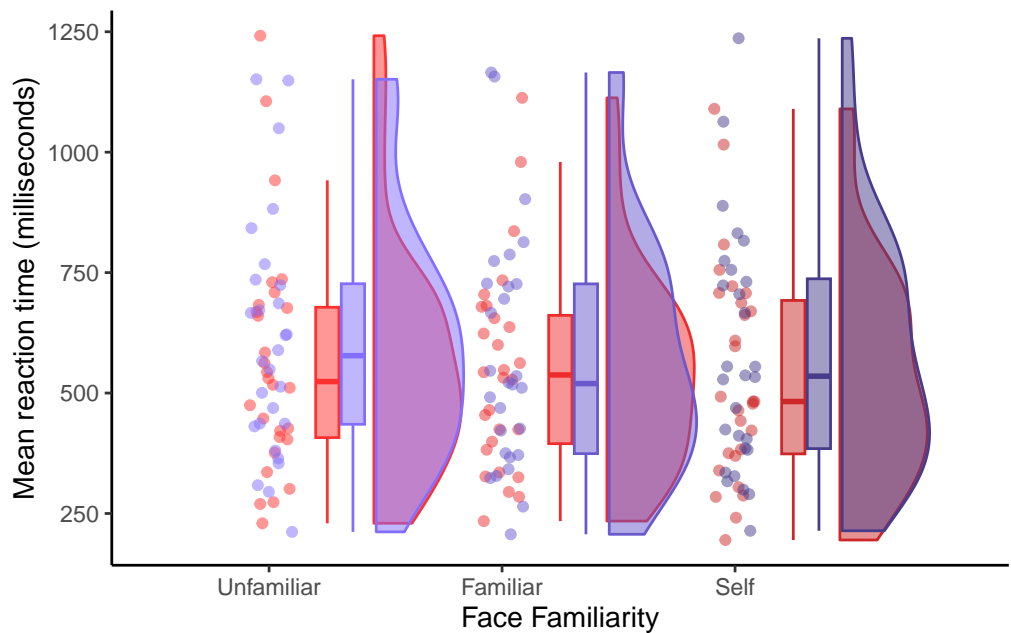 Mean reaction time (milliseconds)
1250
1000
750
500
250
Unfamiliar
Familiar
Self
Face Familiarity